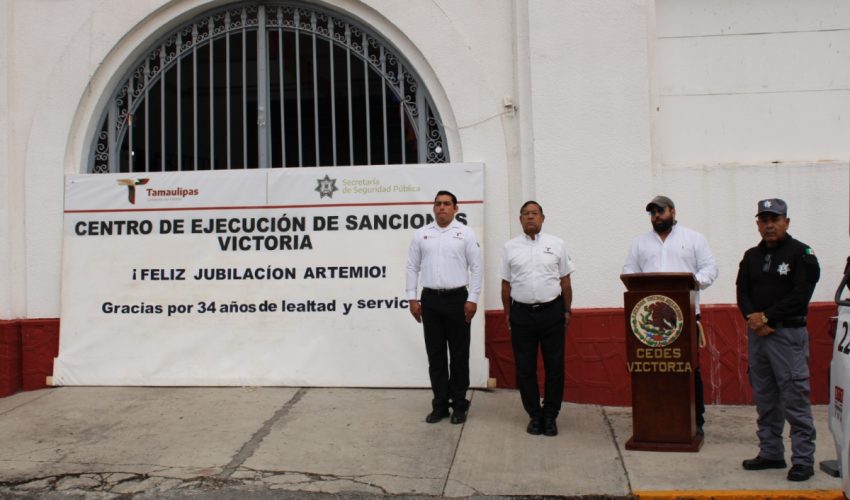 Tamaulipas
Secretaría
de Seguridad Pública
CENTRO DE EJECUCIÓN DE SANCIONES
VICTORIA
¡FELIZ JUBILACÍON ARTEMIO!
Gracias por 34 años de lealtad y servic
CEDES
VICTORIA
22